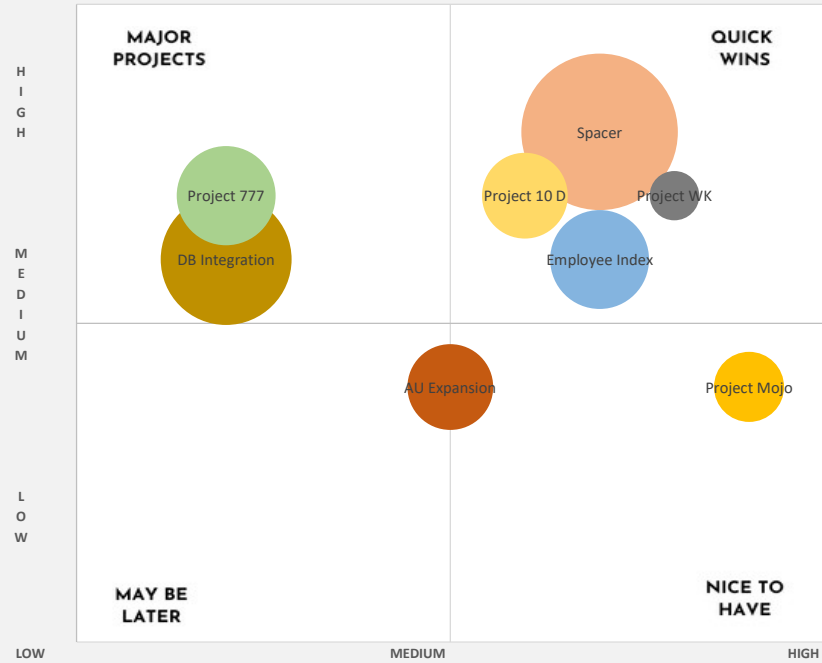 MAJOR
PROJECTS
QUICK
WINS
H
I
G
H
Spacer
Project 777
Project 10 D
Project WK
M
E
D
I
U
M
DB Integration
Employee Index
AU Expansion
Project Mojo
L
O
W
MAY BE
LATER
NICE TO
HAVE
LOW
MEDIUM
HIGH